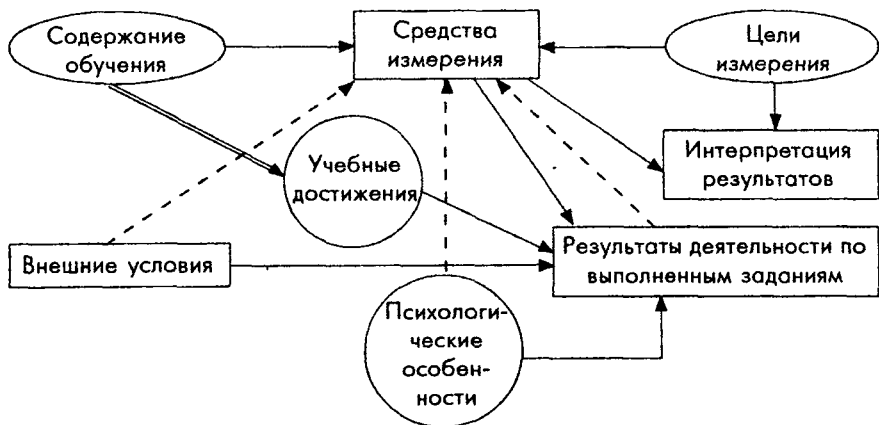 Содержание
обучения
Средства
измерения
Цели
измерения
Учебные
достижения
Интерпретация
результатов
Внешние условия
Результаты деятельности по
выполненным заданиям
Психологи-
ческие
особен-
ности